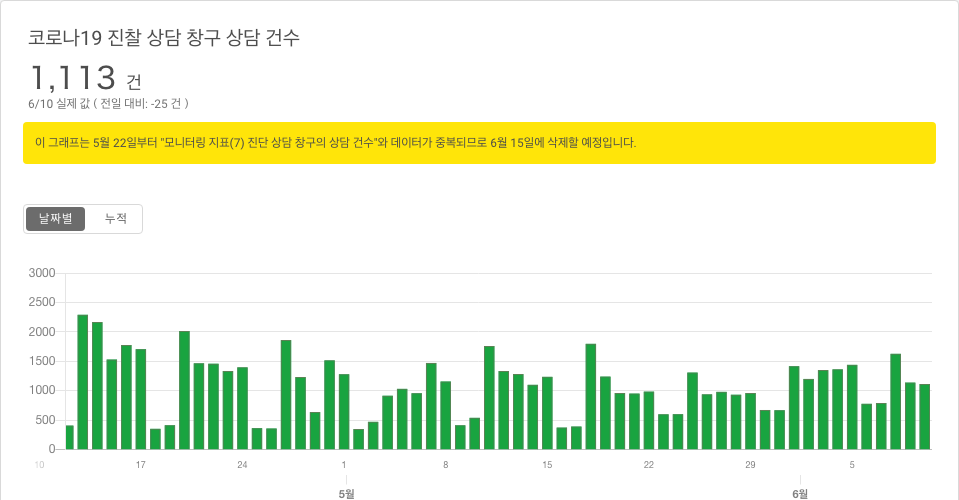 코로나19 진찰 상담 창구 상담 건수
1,113 건
6/10 실제 값 ( 전일 대비: -25 건 )
이 그래프는 5월 22일부터 "모니터링 지표(7) 진단 상담 창구의 상담 건수"와 데이터가 중복되므로 6월 15일에 삭제할 예정입니다.
날짜별 누적
3000
2500
2000
1500
1000
500
0
10 17 24 1 8 15 22 29 5
5월 6월